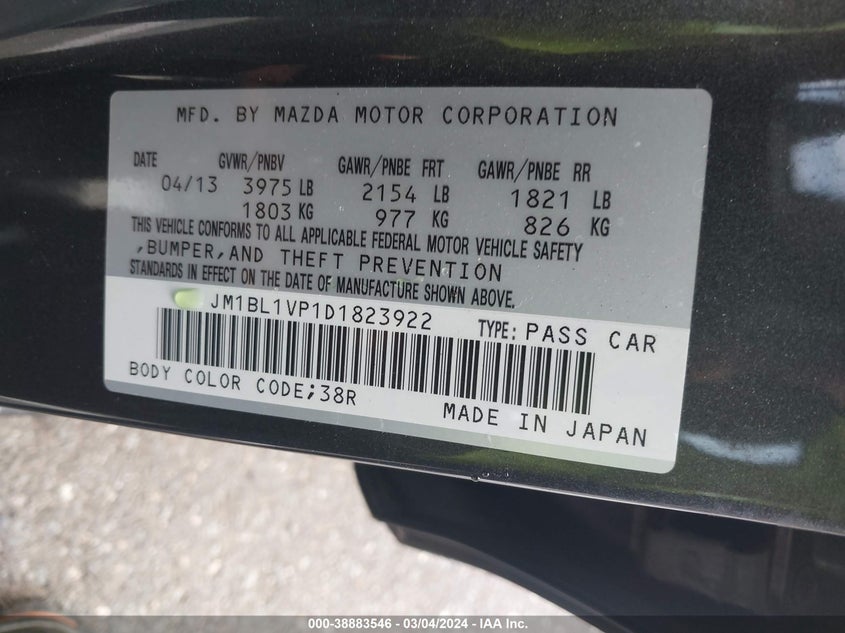 MFD. BY MAZDA MOTOR CORPORATION
DATE GVWR/PNBV GAWR/PNBE FRT GAWR/PNBE RR
04/13 3975 LB 2154 LB 1821 LB
1803 KG 977 KG 826 KG
THIS VEHICLE CONFORMS TO ALL APPLICABLE FEDERAL MOTOR VEHICLE SAFETY
,BUMPER,AND THEFT PREVENTION
STANDARDS IN EFFECT ON THE DATE OF MANUFACTURE SHOWN ABOVE.
JM1BL1VP1D1823922 TYPE: PASS CAR
BODY COLOR CODE;38R
MADE IN JAPAN
000-38883546 - 03/04/2024 - IAA Inc.